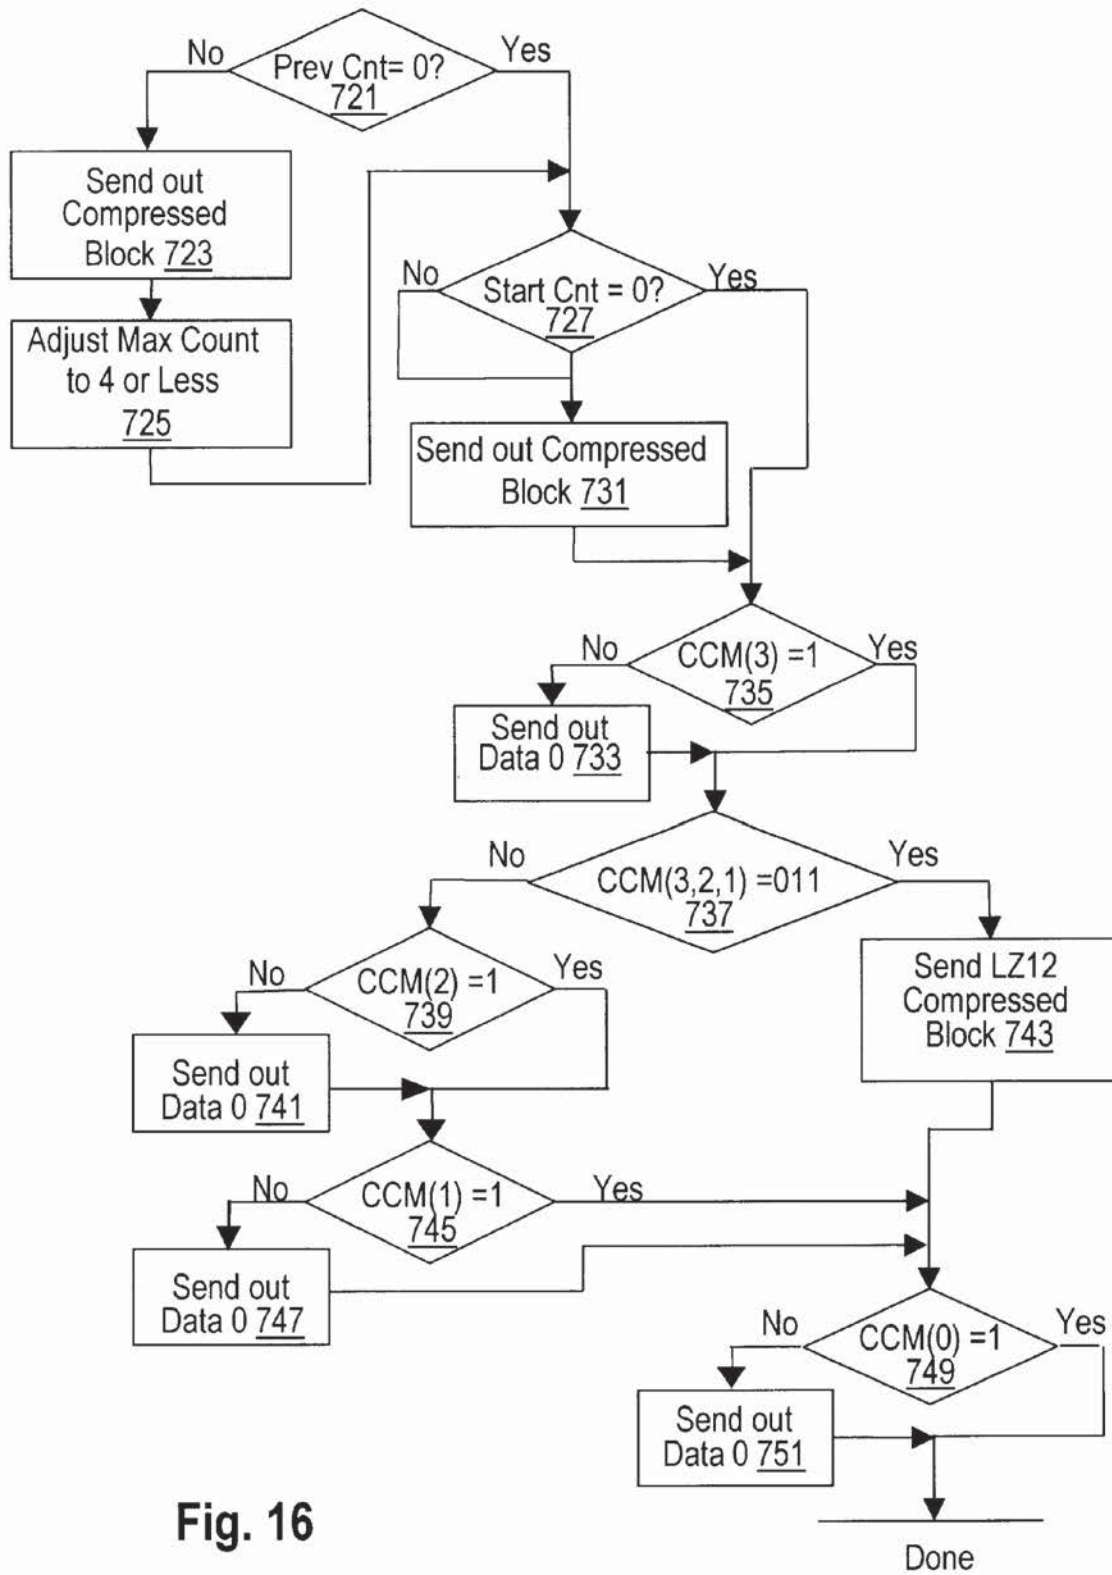 No
Yes
Prev Cnt= 0?
721
Send out
Compressed
Block 723
Adjust Max Count
to 4 or Less
725
No
Yes
Start Cnt = 0?
727
Send out Compressed
Block 731
No
Yes
CCM(3) =1
735
Send out
Data 0 733
No
Yes
CCM(3,2,1) =011
737
No
Yes
CCM(2) =1
739
Send LZ12
Compressed
Block 743
Send out
Data 0 741
No
Yes
CCM(1) =1
745
Send out
Data 0 747
No
Yes
CCM(0) =1
749
Send out
Data 0 751
Fig. 16
Done